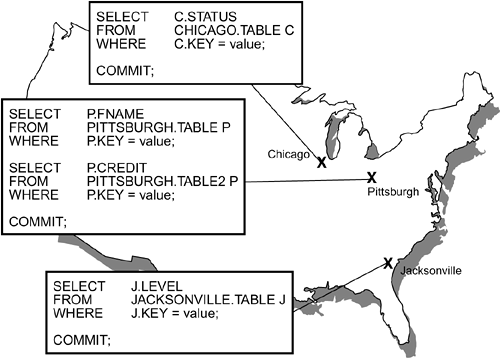 SELECT C.STATUS
FROM CHICAGO.TABLE C
WHERE C.KEY = value;
COMMIT;
SELECT P.FNAME
FROM PITTSBURGH.TABLE P
WHERE P.KEY = value;
SELECT P.CREDIT
FROM PITTSBURGH.TABLE2 P
WHERE P.KEY = value;
COMMIT;
Chicago
X
X
Pittsburgh
X
Jacksonville
SELECT J.LEVEL
FROM JACKSONVILLE.TABLE J
WHERE J.KEY = value;
COMMIT;